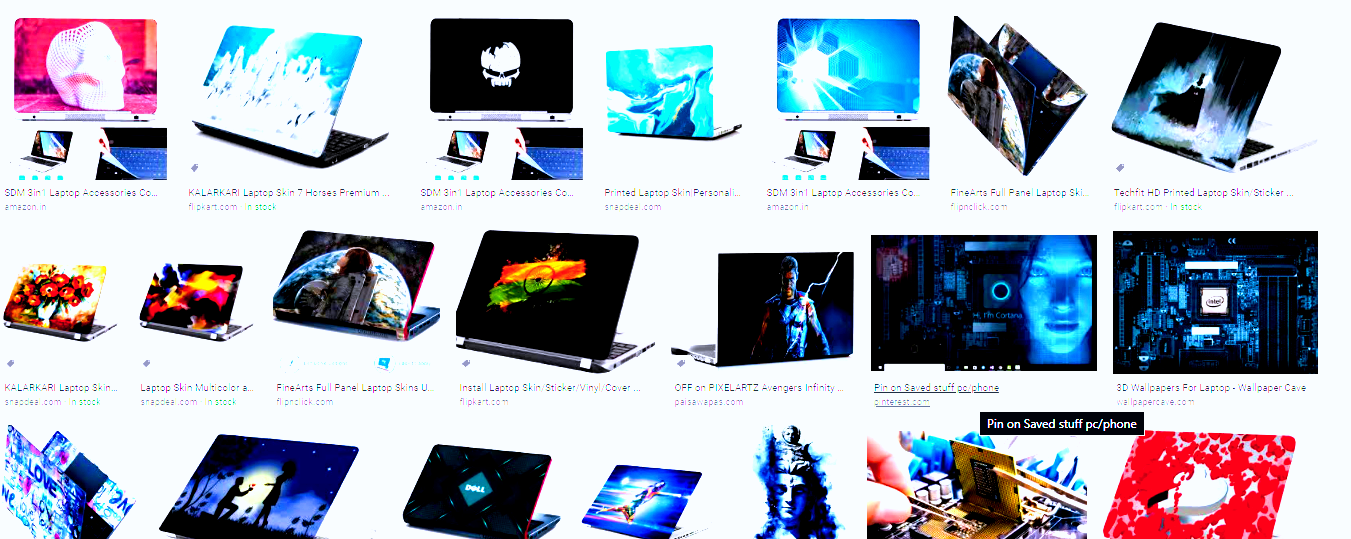 SDM 3in1 Laptop Accessories Co...
amazon.in
KALARKARI Laptop Skin 7 Horses Premium ...
flipkart.com · In stock
SDM 3in1 Laptop Accessories Co...
amazon.in
Printed Laptop Skin/Personali...
snapdeal.com
SDM 3in1 Laptop Accessories Co...
amazon.in
FineArts Full Panel Laptop Ski...
flipnclick.com
Techfit HD Printed Laptop Skin/Sticker ...
flipkart.com · In stock
Hi, I'm Cortana
intel
KALARKARI Laptop Skin...
snapdeal.com · In stock
Laptop Skin Multicolor a...
snapdeal.com · In stock
FineArts Full Panel Laptop Skins U...
flipnclick.com
Install Laptop Skin/Sticker/Vinyl/Cover ...
flipkart.com
OFF on PIXELARTZ Avengers Infinity ...
paisawapas.com
Pin on Saved stuff pc/phone
pinterest.com
3D Wallpapers For Laptop - Wallpaper Cave
wallpapercave.com
Pin on Saved stuff pc/phone
LOVE
DELL